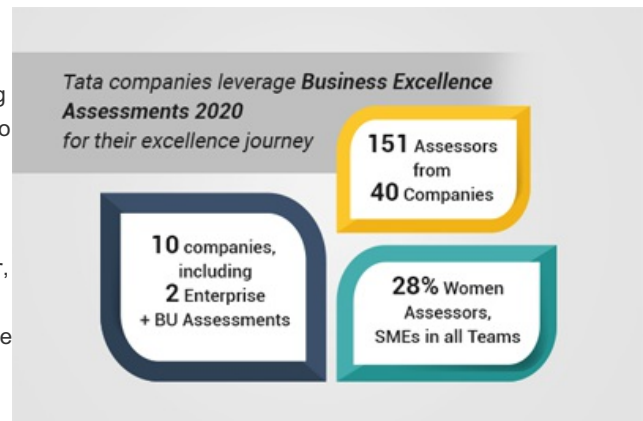 Tata companies leverage Business Excellence
Assessments 2020
for their excellence journey
151 Assessors
from
40 Companies
10 companies,
including
2 Enterprise
+ BU Assessments
28% Women
Assessors,
SMEs in all Teams